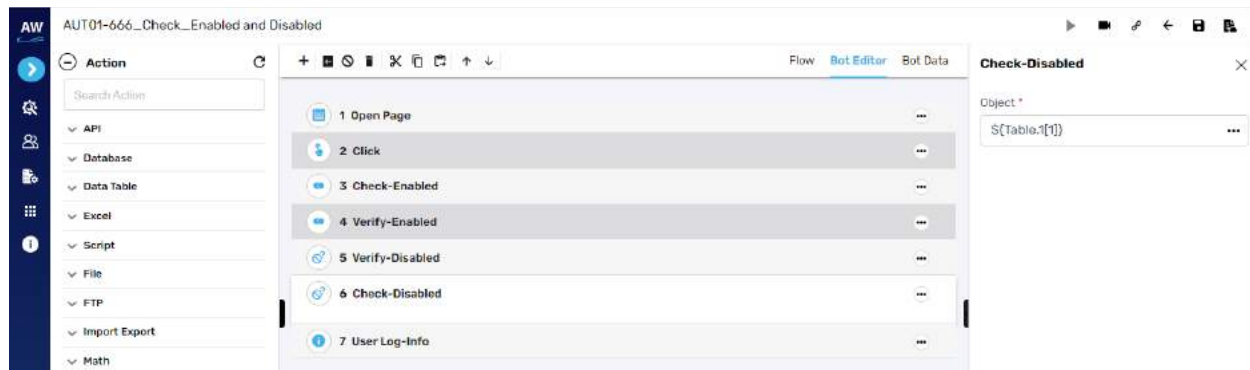 AW
AUT01-666_Check_Enabled and Disabled
Action
Search Action
API
Database
Data Table
Excel
Script
File
FTP
Import Export
Math
Flow Bot Editor Bot Data
1 Open Page
2 Click
3 Check-Enabled
4 Verify-Enabled
5 Verify-Disabled
6 Check-Disabled
7 User Log-Info
Check-Disabled
Object *
${Table.1[1]}